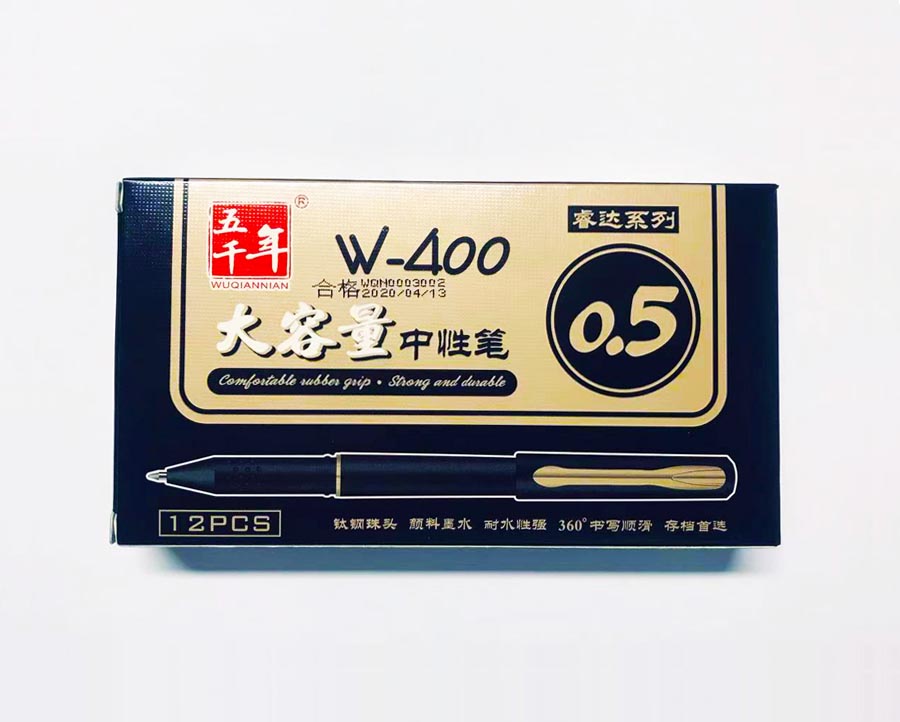 五千年
®
WUQIANNIAN
W-400
睿达系列
合格 WQN0003002
2020/04/13
大容量中性笔
0.5
Comfortable rubber grip • Strong and durable
12PCS
钛钢珠头 颜料墨水 耐水性强 360°书写顺滑 存档首选